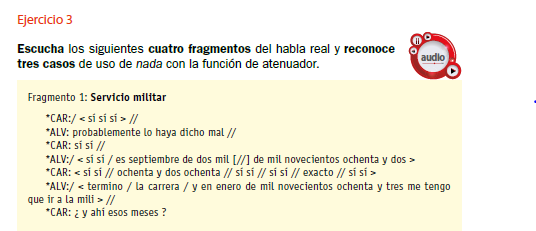 Ejercicio 3
Escucha los siguientes cuatro fragmentos del habla real y reconoce
tres casos de uso de nada con la función de atenuador.
audio
Fragmento 1: Servicio militar
*CAR:/ < sí sí sí > //
*ALV: probablemente lo haya dicho mal //
*CAR: sí sí //
*ALV:/ < sí sí / es septiembre de dos mil [//] de mil novecientos ochenta y dos >
*CAR: < sí sí // ochenta y dos ochenta // sí sí // sí sí // exacto // sí sí >
*ALV:/ < termino / la carrera / y en enero de mil novecientos ochenta y tres me tengo
que ir a la mili > //
*CAR: ¿ y ahí esos meses ?